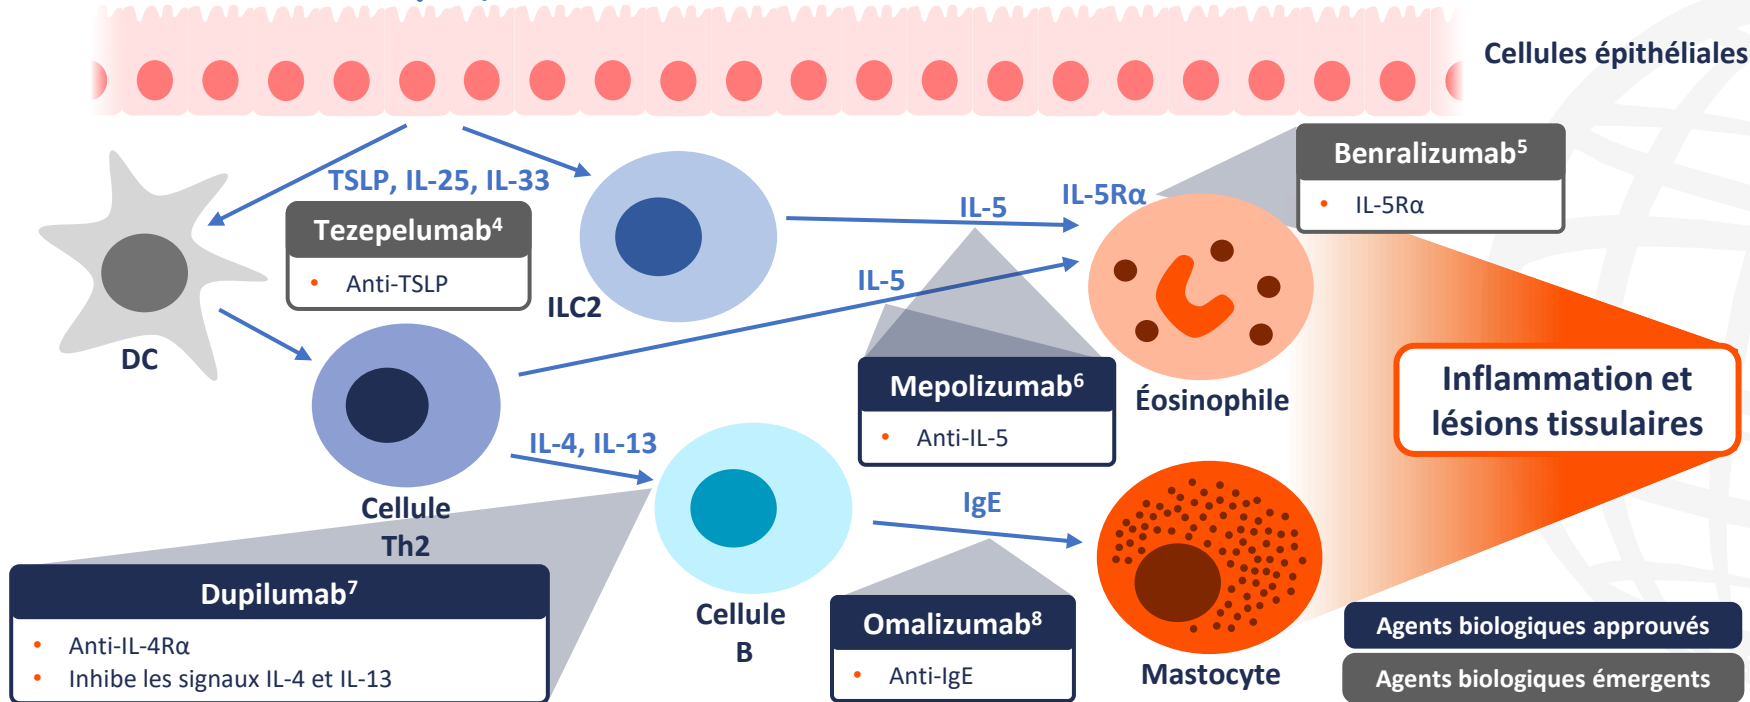 Cellules épithéliales
TSLP, IL-25, IL-33
Tezepelumab⁴
• Anti-TSLP
ILC2
DC
IL-5
IL-5
IL-5Rα
Benralizumab⁵
• IL-5Rα
Mepolizumab⁶
• Anti-IL-5
Éosinophile
Inflammation et
lésions tissulaires
Cellule
Th2
IL-4, IL-13
Dupilumab⁷
• Anti-IL-4Rα
• Inhibe les signaux IL-4 et IL-13
Cellule
B
IgE
Omalizumab⁸
• Anti-IgE
Mastocyte
Agents biologiques approuvés
Agents biologiques émergents